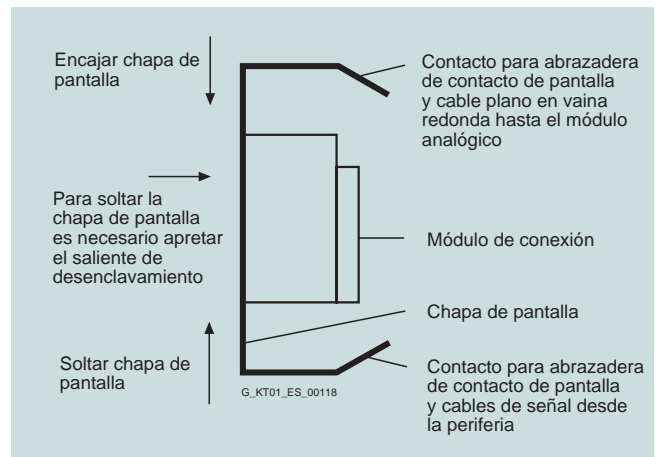 Encajar chapa de
pantalla
Para soltar la
chapa de pantalla
es necesario apretar
el saliente de
desenclavamiento
Soltar chapa de
pantalla
Contacto para abrazadera
de contacto de pantalla
y cable plano en vaina
redonda hasta el módulo
analógico
Módulo de conexión
Chapa de pantalla
Contacto para abrazadera
de contacto de pantalla
y cables de señal desde
la periferia
G_KT01_ES_00118